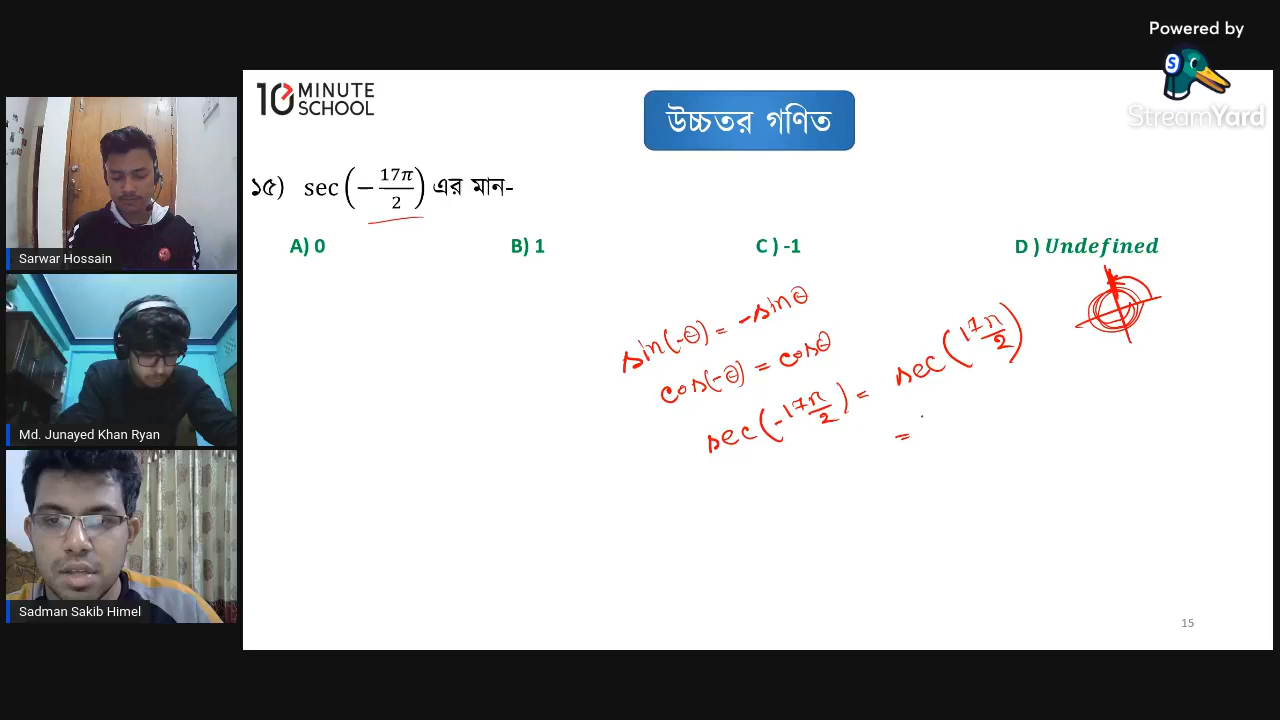 Powered by
StreamYard
10 MINUTE SCHOOL
উচ্চতর গণিত
১৫) sec(−17π/2) এর মান-
A) 0 B) 1 C ) -1 D ) Undefined
sin(-θ) = -sinθ
cos(-θ) = cosθ
sec(-17π/2) = sec(17π/2)
=
Sarwar Hossain
Md. Junayed Khan Ryan
Sadman Sakib Himel
15